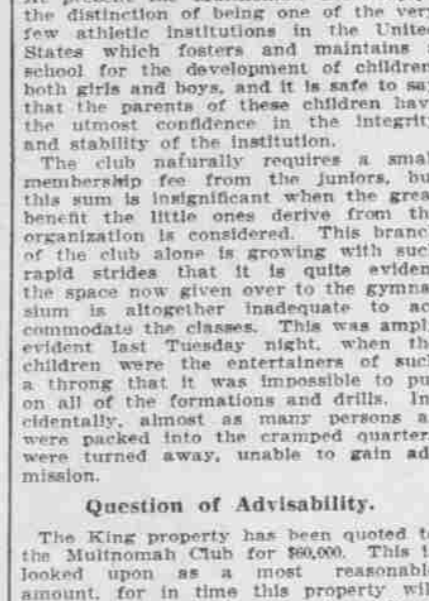 the distinction of being one of the very
few athletic institutions in the United
States which fosters and maintains a
school for the development of children,
both girls and boys, and it is safe to say
that the parents of these children have
the utmost confidence in the integrity
and stability of the institution.
The club naturally requires a small
membership fee from the juniors, but
this sum is insignificant when the great
benefit the little ones derive from the
organization is considered. This branch
of the club alone is growing with such
rapid strides that it is quite evident
the space now given over to the gymna-
sium is altogether inadequate to ac-
commodate the classes. This was amply
evident last Tuesday night, when the
children were the entertainers of such
a throng that it was impossible to put
on all of the formations and drills. In-
cidentally, almost as many persons as
were packed into the cramped quarters
were turned away, unable to gain ad-
mission.
Question of Advisability.
The King property has been quoted to
the Multnomah Club for $60,000. This is
looked upon as a most reasonable
amount, for in time this property will